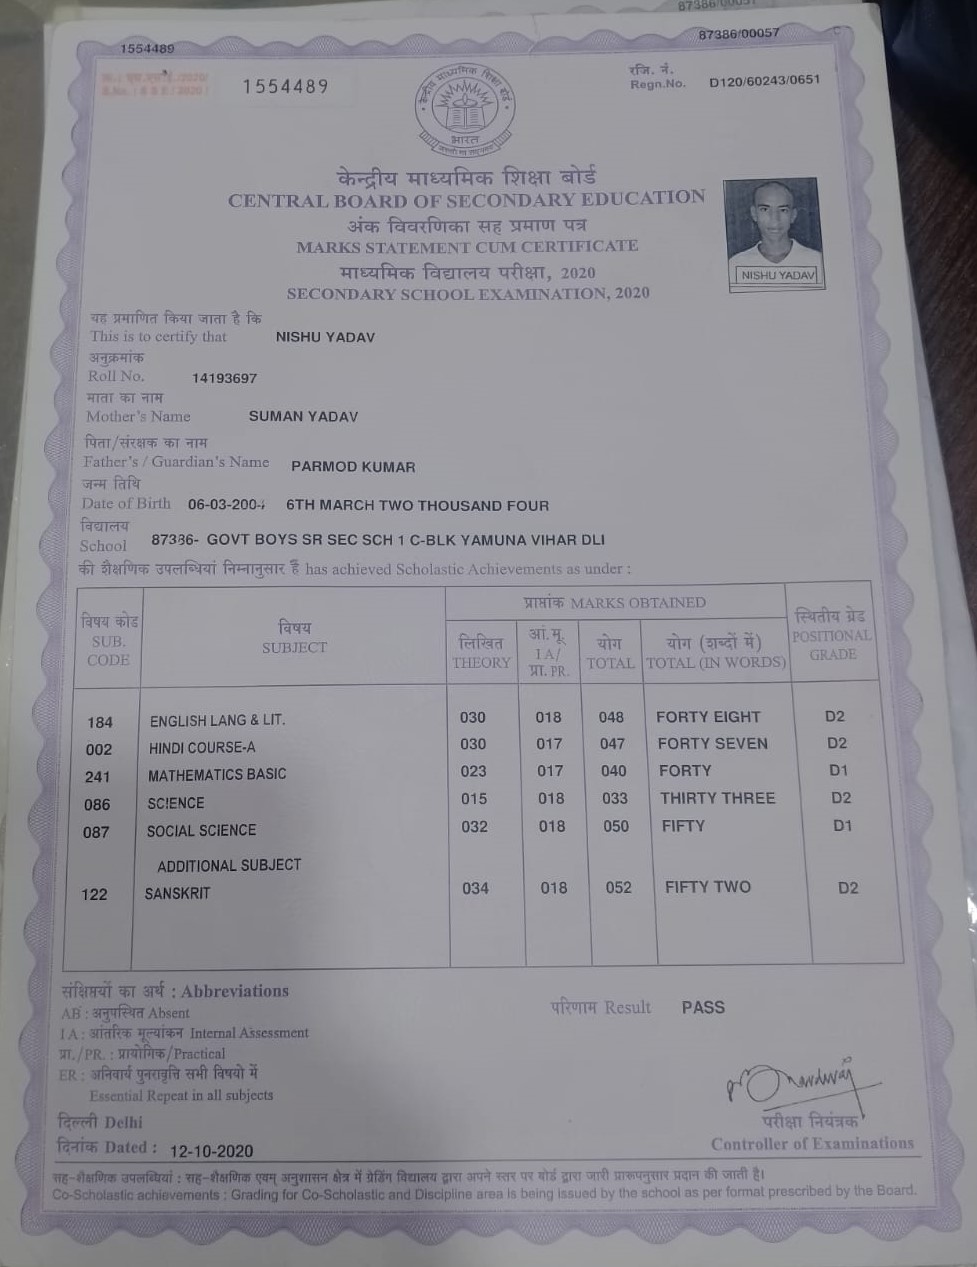 87386/00057
1554489
87386/00057
1554489
रजि. नं.
Regn.No. D120/60243/0651
केन्द्रीय माध्यमिक शिक्षा बोर्ड
भारत
केन्द्रीय माध्यमिक शिक्षा बोर्ड
CENTRAL BOARD OF SECONDARY EDUCATION
अंक विवरणिका सह प्रमाण पत्र
MARKS STATEMENT CUM CERTIFICATE
माध्यमिक विद्यालय परीक्षा, 2020
SECONDARY SCHOOL EXAMINATION, 2020
NISHU YADAV
यह प्रमाणित किया जाता है कि
This is to certify that NISHU YADAV
अनुक्रमांक
Roll No. 14193697
माता का नाम
Mother's Name SUMAN YADAV
पिता/संरक्षक का नाम
Father's / Guardian's Name PARMOD KUMAR
जन्म तिथि
Date of Birth 06-03-2004 6TH MARCH TWO THOUSAND FOUR
विद्यालय
School 87386- GOVT BOYS SR SEC SCH 1 C-BLK YAMUNA VIHAR DLI
की शैक्षणिक उपलब्धियां निम्नानुसार हैं has achieved Scholastic Achievements as under :
विषय कोड
SUB.
CODE
विषय
SUBJECT
प्राप्तांक MARKS OBTAINED
लिखित
THEORY
आं.मू.
I A/
प्रा. PR.
योग
TOTAL
योग (शब्दों में)
TOTAL (IN WORDS)
स्थितीय ग्रेड
POSITIONAL
GRADE
184 ENGLISH LANG & LIT. 030 018 048 FORTY EIGHT D2
002 HINDI COURSE-A 030 017 047 FORTY SEVEN D2
241 MATHEMATICS BASIC 023 017 040 FORTY D1
086 SCIENCE 015 018 033 THIRTY THREE D2
087 SOCIAL SCIENCE 032 018 050 FIFTY D1
ADDITIONAL SUBJECT
122 SANSKRIT 034 018 052 FIFTY TWO D2
संक्षिप्तियों का अर्थ : Abbreviations
AB : अनुपस्थित Absent
I A : आंतरिक मूल्यांकन Internal Assessment
प्रा./PR. : प्रायोगिक/Practical
ER : अनिवार्य पुनरावृत्ति सभी विषयो में
Essential Repeat in all subjects
परिणाम Result PASS
दिल्ली Delhi
दिनांक Dated : 12-10-2020
परीक्षा नियंत्रक
Controller of Examinations
सह-शैक्षणिक उपलब्धियां : सह-शैक्षणिक एवम् अनुशासन क्षेत्र में ग्रेडिंग विद्यालय द्वारा अपने स्तर पर बोर्ड द्वारा जारी प्रारूपनुसार प्रदान की जाती है।
Co-Scholastic achievements : Grading for Co-Scholastic and Discipline area is being issued by the school as per format prescribed by the Board.